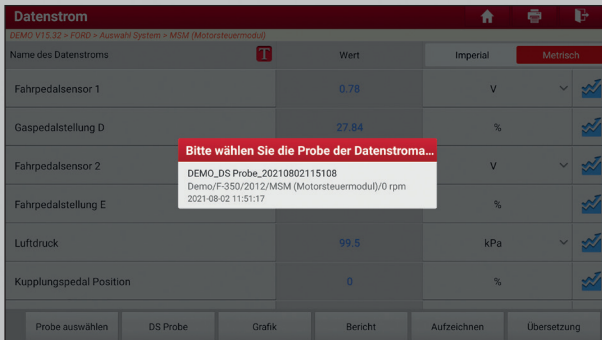 Datenstrom
DEMO V15.32 > FORD > Auswahl System > MSM (Motorsteuermodul)
Name des Datenstroms T Wert Imperial Metrisch
Fahrpedalsensor 1 0.78 V
Gaspedalstellung D 27.84 %
Bitte wählen Sie die Probe der Datenstroma...
DEMO_DS Probe_20210802115108
Demo/F-350/2012/MSM (Motorsteuermodul)/0 rpm
2021-08-02 11:51:17
Fahrpedalsensor 2 V
Fahrpedalstellung E %
Luftdruck 99.5 kPa
Kupplungspedal Position 0 %
Probe auswählen DS Probe Grafik Bericht Aufzeichnen Übersetzung